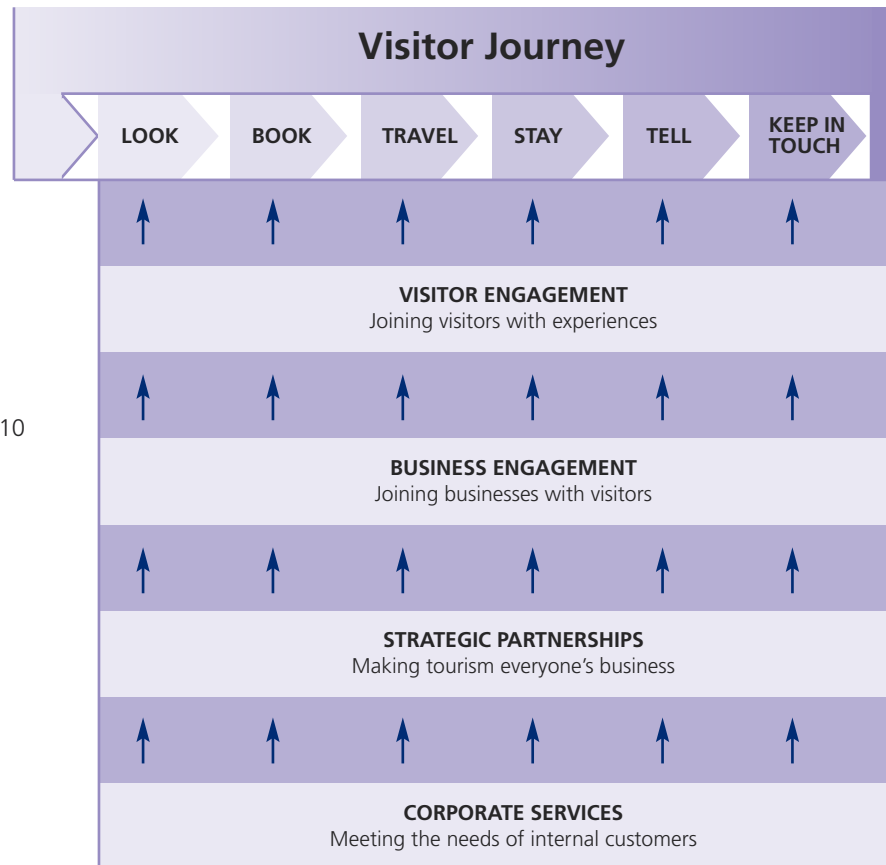 Visitor Journey
LOOK
BOOK
TRAVEL
STAY
TELL
KEEP IN
TOUCH
VISITOR ENGAGEMENT
Joining visitors with experiences
10
BUSINESS ENGAGEMENT
Joining businesses with visitors
STRATEGIC PARTNERSHIPS
Making tourism everyone’s business
CORPORATE SERVICES
Meeting the needs of internal customers